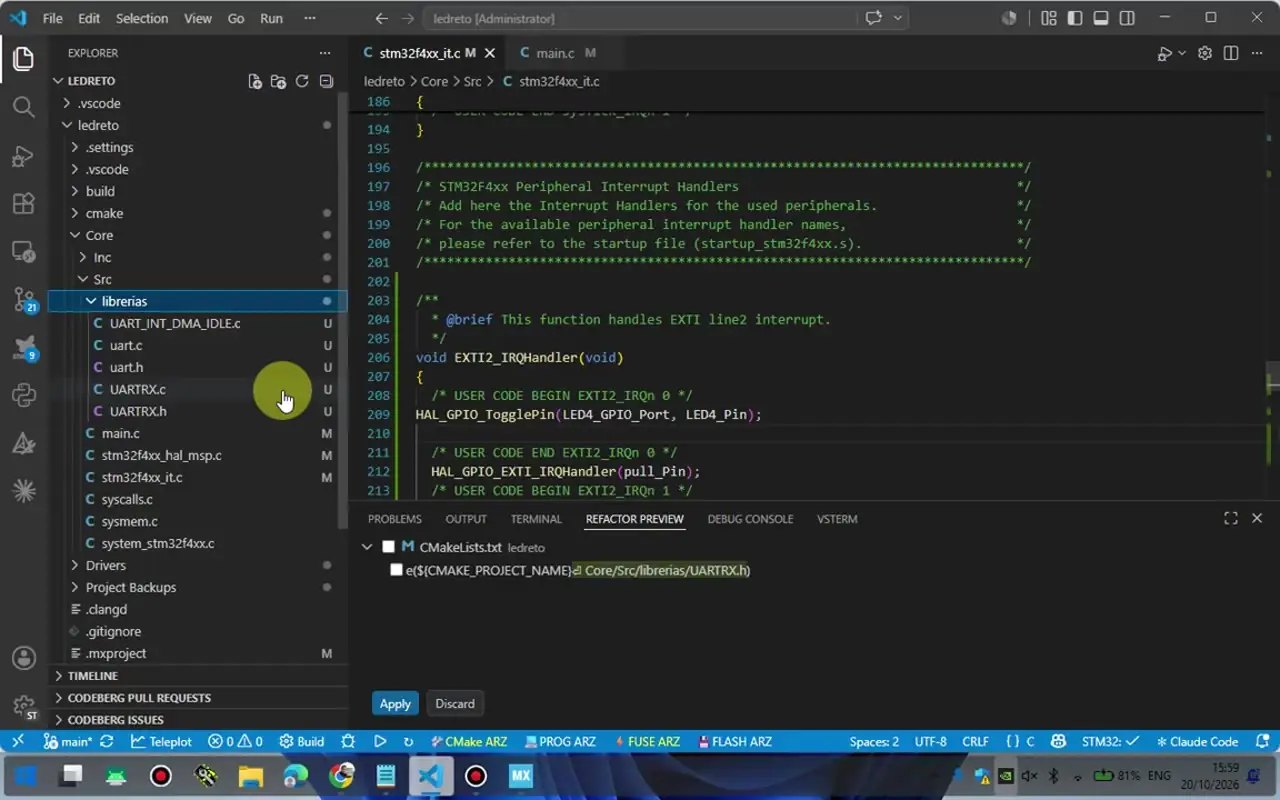 File Edit Selection View Go Run ··· ledreto [Administrator]
EXPLORER ···
LEDRETO
.vscode
ledreto
.settings
.vscode
build
cmake
Core
Inc
Src
librerias
UART_INT_DMA_IDLE.c U
uart.c U
uart.h U
UARTRX.c U
UARTRX.h U
main.c M
stm32f4xx_hal_msp.c M
stm32f4xx_it.c M
syscalls.c
sysmem.c
system_stm32f4xx.c
Drivers
Project Backups
.clangd
.gitignore
.mxproject M
TIMELINE
CODEBERG PULL REQUESTS
CODEBERG ISSUES
21
9
ST
stm32f4xx_it.c M main.c M
ledreto > Core > Src > stm32f4xx_it.c
186 {
194 }
195
196 /******************************************************************************/
197 /* STM32F4xx Peripheral Interrupt Handlers */
198 /* Add here the Interrupt Handlers for the used peripherals. */
199 /* For the available peripheral interrupt handler names, */
200 /* please refer to the startup file (startup_stm32f4xx.s). */
201 /******************************************************************************/
202
203 /**
204 * @brief This function handles EXTI line2 interrupt.
205 */
206 void EXTI2_IRQHandler(void)
207 {
208 /* USER CODE BEGIN EXTI2_IRQn 0 */
209 HAL_GPIO_TogglePin(LED4_GPIO_Port, LED4_Pin);
210
211 /* USER CODE END EXTI2_IRQn 0 */
212 HAL_GPIO_EXTI_IRQHandler(pull_Pin);
213 /* USER CODE BEGIN EXTI2_IRQn 1 */
PROBLEMS OUTPUT TERMINAL REFACTOR PREVIEW DEBUG CONSOLE VSTERM
CMakeLists.txt ledreto
e(${CMAKE_PROJECT_NAME}⏎ Core/Src/librerias/UARTRX.h)
Apply Discard
main* Teleplot 0 0 Build CMake ARZ PROG ARZ FUSE ARZ FLASH ARZ Spaces: 2 UTF-8 CRLF {} C STM32: Claude Code
MX 81% ENG 15:59
20/10/2026